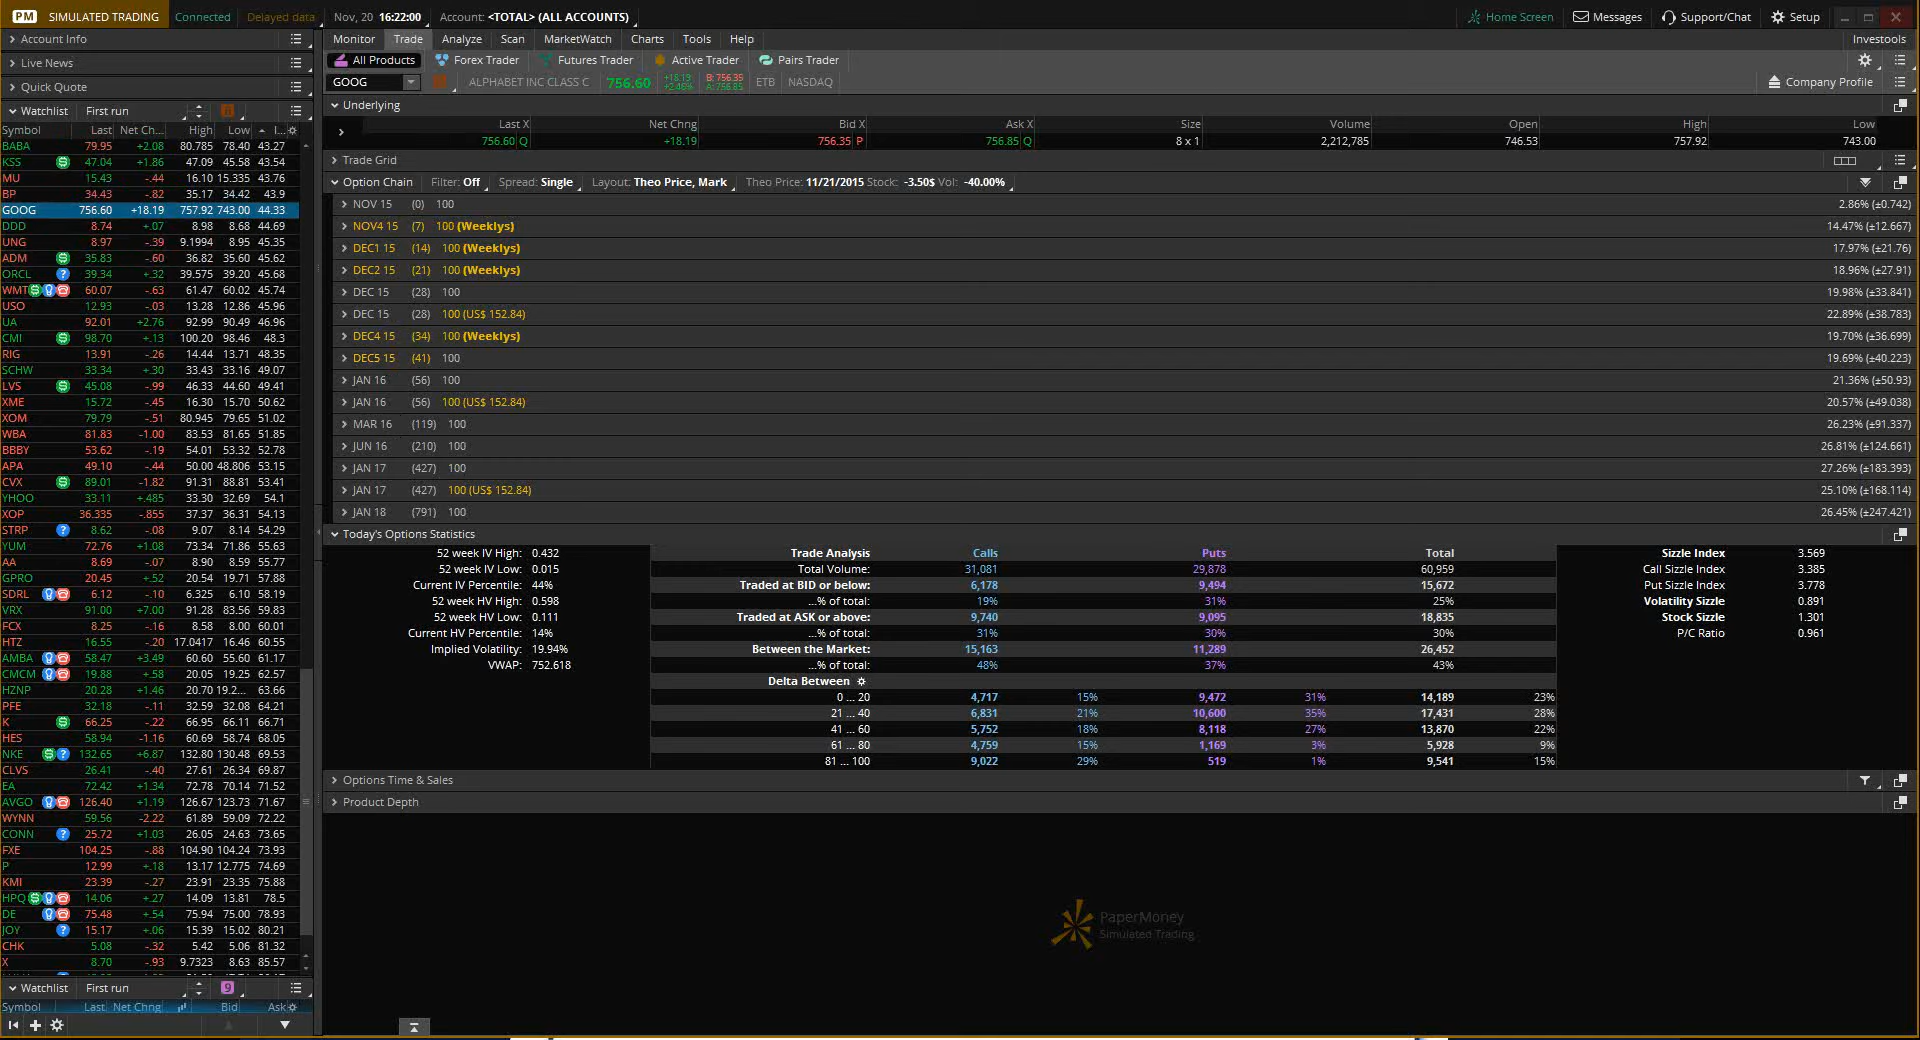 PM SIMULATED TRADING Connected Delayed data Nov, 20 16:22:00 Account: <TOTAL> (ALL ACCOUNTS) Home Screen Messages Support/Chat Setup
Account Info
Live News
Quick Quote
Watchlist First run
Symbol Last Net Ch... High Low I...
BABA 79.95 +2.08 80.785 78.40 43.27
KSS 47.04 +1.86 47.09 45.58 43.54
MU 15.43 -.44 16.10 15.335 43.76
BP 34.43 -.82 35.17 34.42 43.9
GOOG 756.60 +18.19 757.92 743.00 44.33
DDD 8.74 +.07 8.98 8.68 44.69
UNG 8.97 -.39 9.1994 8.95 45.35
ADM 35.83 -.60 36.82 35.60 45.62
ORCL 39.34 +.32 39.575 39.20 45.68
WMT 60.07 -.63 61.47 60.02 45.74
USO 12.93 -.03 13.28 12.86 45.96
UA 92.01 +2.76 92.99 90.49 46.96
CMI 98.70 +.13 100.20 98.46 48.3
RIG 13.91 -.26 14.44 13.71 48.35
SCHW 33.34 +.30 33.43 33.16 49.07
LVS 45.08 -.99 46.33 44.60 49.41
XME 15.72 -.45 16.30 15.70 50.62
XOM 79.79 -.51 80.945 79.65 51.02
WBA 81.83 -1.00 83.53 81.65 51.85
BBBY 53.62 -.19 54.01 53.32 52.78
APA 49.10 -.44 50.00 48.806 53.15
CVX 89.01 -1.82 91.31 88.81 53.41
YHOO 33.11 +.485 33.30 32.69 54.1
XOP 36.335 -.855 37.37 36.31 54.13
STRP 8.62 -.08 9.07 8.14 54.29
YUM 72.76 +1.08 73.34 71.86 55.63
AA 8.69 -.07 8.90 8.59 55.77
GPRO 20.45 +.52 20.54 19.71 57.88
SDRL 6.12 -.10 6.325 6.10 58.19
VRX 91.00 +7.00 91.28 83.56 59.83
FCX 8.25 -.16 8.58 8.00 60.01
HTZ 16.55 -.20 17.0417 16.46 60.55
AMBA 58.47 +3.49 60.60 55.60 61.17
CMCM 19.88 +.58 20.05 19.25 62.57
HZNP 20.28 +1.46 20.70 19.2... 63.66
PFE 32.18 -.11 32.59 32.08 64.21
K 66.25 -.22 66.95 66.11 66.71
HES 58.94 -1.16 60.69 58.74 68.05
NKE 132.65 +6.87 132.80 130.48 69.53
CLVS 26.41 -.40 27.61 26.34 69.87
EA 72.42 +1.34 72.78 70.14 71.52
AVGO 126.40 +1.19 126.67 123.73 71.67
WYNN 59.56 -2.22 61.89 59.09 72.22
CONN 25.72 +1.03 26.05 24.63 73.65
FXE 104.25 -.88 104.90 104.24 73.93
P 12.99 +.18 13.17 12.775 74.69
KMI 23.39 -.27 23.91 23.35 75.88
HPQ 14.06 +.27 14.09 13.81 78.5
DE 75.48 +.54 75.94 75.00 78.93
JOY 15.17 +.06 15.39 15.02 80.21
CHK 5.08 -.32 5.42 5.06 81.32
X 8.70 -.93 9.7323 8.63 85.57
Watchlist First run 9
Symbol Last Net Chng Bid Ask
Monitor Trade Analyze Scan MarketWatch Charts Tools Help Investools
All Products Forex Trader Futures Trader Active Trader Pairs Trader
GOOG ALPHABET INC CLASS C 756.60 +18.19 +2.46% B: 756.35 A: 756.85 ETB NASDAQ Company Profile
Underlying
Last X Net Chng Bid X Ask X Size Volume Open High Low
756.60 Q +18.19 756.35 P 756.85 Q 8 x 1 2,212,785 746.53 757.92 743.00
Trade Grid
Option Chain Filter: Off Spread: Single Layout: Theo Price, Mark Theo Price: 11/21/2015 Stock: -3.50$ Vol: -40.00%
NOV 15 (0) 100 2.86% (±0.742)
NOV4 15 (7) 100 (Weeklys) 14.47% (±12.667)
DEC1 15 (14) 100 (Weeklys) 17.97% (±21.76)
DEC2 15 (21) 100 (Weeklys) 18.96% (±27.91)
DEC 15 (28) 100 19.98% (±33.841)
DEC 15 (28) 100 (US$ 152.84) 22.89% (±38.783)
DEC4 15 (34) 100 (Weeklys) 19.70% (±36.699)
DEC5 15 (41) 100 19.69% (±40.223)
JAN 16 (56) 100 21.36% (±50.93)
JAN 16 (56) 100 (US$ 152.84) 20.57% (±49.038)
MAR 16 (119) 100 26.23% (±91.337)
JUN 16 (210) 100 26.81% (±124.661)
JAN 17 (427) 100 27.26% (±183.393)
JAN 17 (427) 100 (US$ 152.84) 25.10% (±168.114)
JAN 18 (791) 100 26.45% (±247.421)
Today's Options Statistics
52 week IV High: 0.432
52 week IV Low: 0.015
Current IV Percentile: 44%
52 week HV High: 0.598
52 week HV Low: 0.111
Current HV Percentile: 14%
Implied Volatility: 19.94%
VWAP: 752.618
Trade Analysis Calls Puts Total
Total Volume: 31,081 29,878 60,959
Traded at BID or below: 6,178 9,494 15,672
...% of total: 19% 31% 25%
Traded at ASK or above: 9,740 9,095 18,835
...% of total: 31% 30% 30%
Between the Market: 15,163 11,289 26,452
...% of total: 48% 37% 43%
Delta Between
0 ... 20 4,717 15% 9,472 31% 14,189 23%
21 ... 40 6,831 21% 10,600 35% 17,431 28%
41 ... 60 5,752 18% 8,118 27% 13,870 22%
61 ... 80 4,759 15% 1,169 3% 5,928 9%
81 ... 100 9,022 29% 519 1% 9,541 15%
Sizzle Index 3.569
Call Sizzle Index 3.385
Put Sizzle Index 3.778
Volatility Sizzle 0.891
Stock Sizzle 1.301
P/C Ratio 0.961
Options Time & Sales
Product Depth
PaperMoney
Simulated Trading